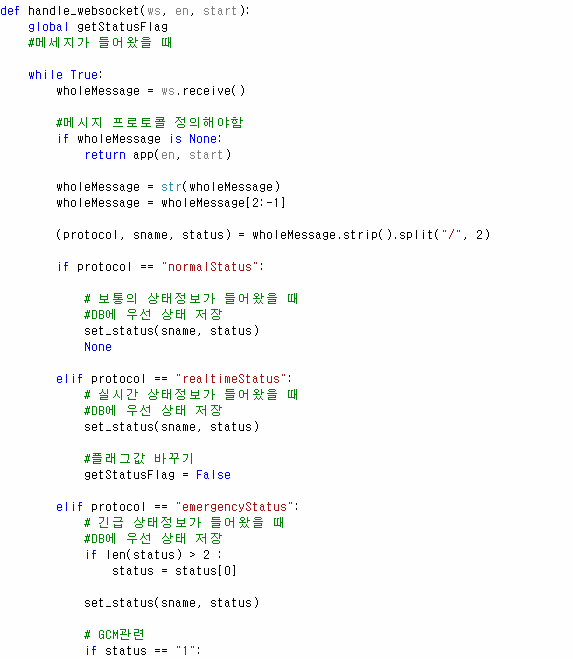 def handle_websocket(ws, en, start):
    global getStatusFlag
    #메세지가 들어왔을 때
    while True:
        wholeMessage = ws.receive()
        #메시지 프로토콜 정의해야함
        if wholeMessage is None:
            return app(en, start)
        wholeMessage = str(wholeMessage)
        wholeMessage = wholeMessage[2:-1]
        (protocol, sname, status) = wholeMessage.strip().split("/", 2)
        if protocol == "normalStatus":
            # 보통의 상태정보가 들어왔을 때
            #DB에 우선 상태 저장
            set_status(sname, status)
            None
        elif protocol == "realtimeStatus":
            # 실시간 상태정보가 들어왔을 때
            #DB에 우선 상태 저장
            set_status(sname, status)
            #플래그값 바꾸기
            getStatusFlag = False
        elif protocol == "emergencyStatus":
            # 긴급 상태정보가 들어왔을 때
            #DB에 우선 상태 저장
            if len(status) > 2 :
                status = status[0]
            set_status(sname, status)
            # GCM관련
            if status == "1":